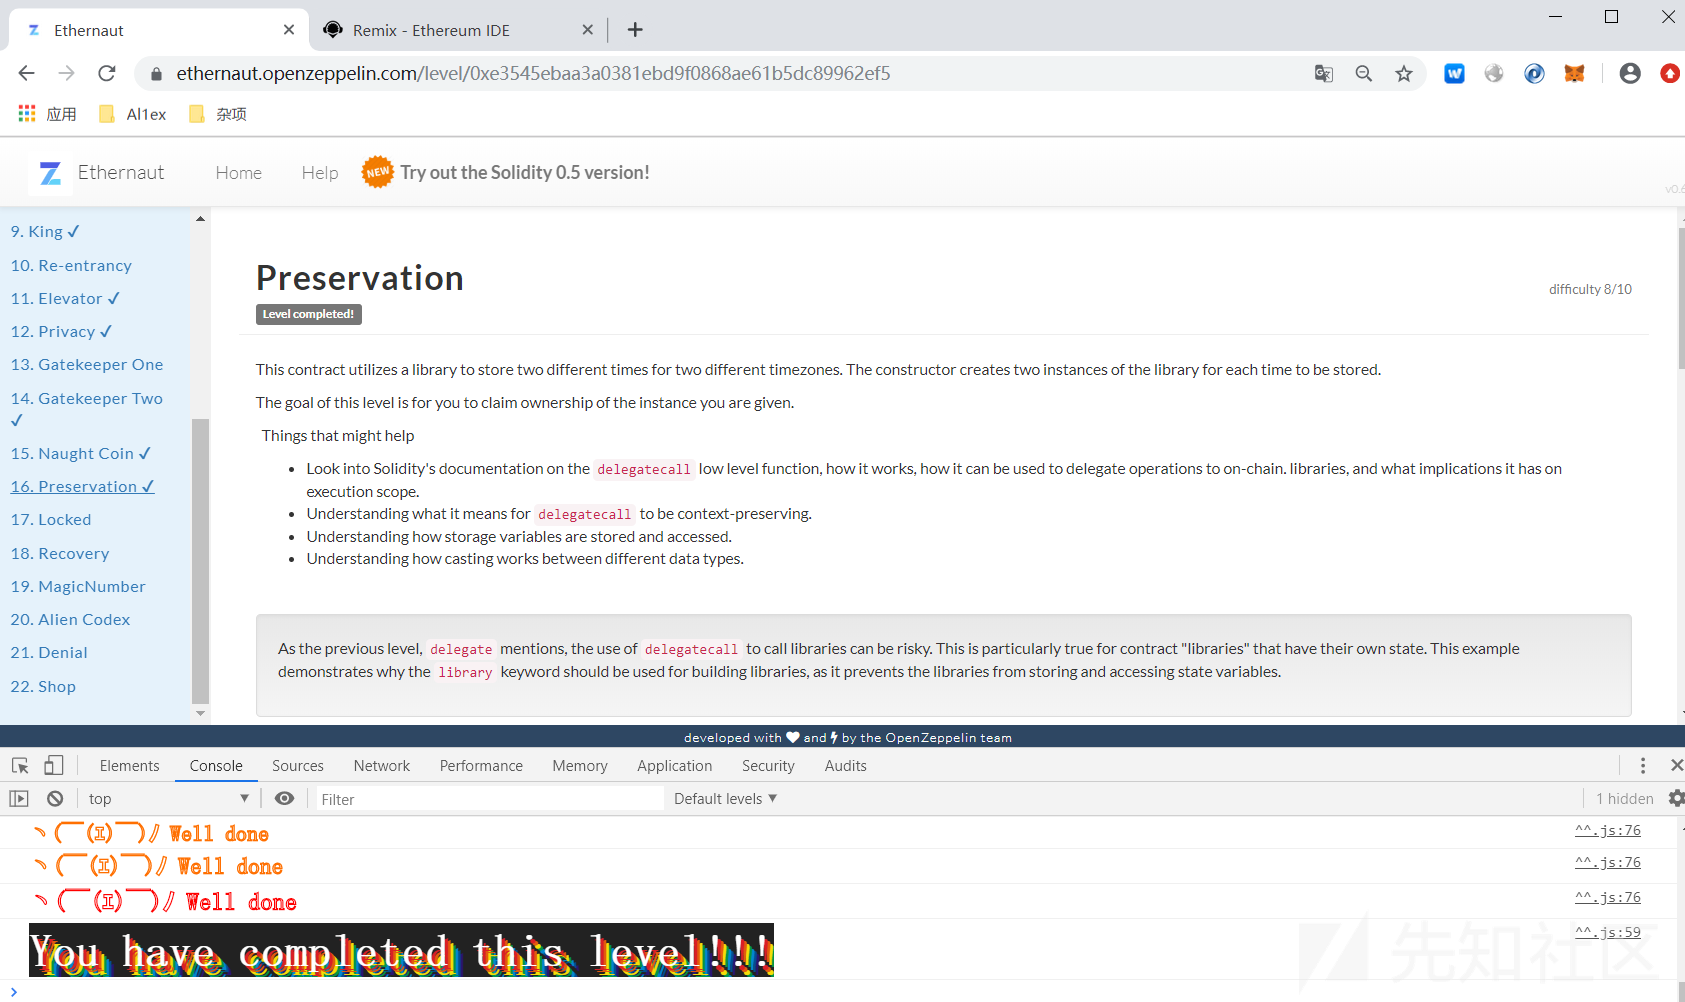 Ethernaut
Remix - Ethereum IDE
ethernaut.openzeppelin.com/level/0xe3545ebaa3a0381ebd9f0868ae61b5dc89962ef5
应用
Al1ex
杂项
Ethernaut
Home
Help
NEW
Try out the Solidity 0.5 version!
v0.6
9. King ✓
10. Re-entrancy
11. Elevator ✓
12. Privacy ✓
13. Gatekeeper One
14. Gatekeeper Two
✓
15. Naught Coin ✓
16. Preservation ✓
17. Locked
18. Recovery
19. MagicNumber
20. Alien Codex
21. Denial
22. Shop
Preservation
Level completed!
difficulty 8/10
This contract utilizes a library to store two different times for two different timezones. The constructor creates two instances of the library for each time to be stored.
The goal of this level is for you to claim ownership of the instance you are given.
Things that might help
• Look into Solidity's documentation on the delegatecall low level function, how it works, how it can be used to delegate operations to on-chain. libraries, and what implications it has on
execution scope.
• Understanding what it means for delegatecall to be context-preserving.
• Understanding how storage variables are stored and accessed.
• Understanding how casting works between different data types.
As the previous level, delegate mentions, the use of delegatecall to call libraries can be risky. This is particularly true for contract "libraries" that have their own state. This example
demonstrates why the library keyword should be used for building libraries, as it prevents the libraries from storing and accessing state variables.
developed with ♥ and by the OpenZeppelin team
Elements Console Sources Network Performance Memory Application Security Audits
top
Filter
Default levels ▼
1 hidden
ヽ(￣(エ)￣)ﾉ Well done
^^.js:76
ヽ(￣(エ)￣)ﾉ Well done
^^.js:76
ヽ(￣(エ)￣)ﾉ Well done
^^.js:76
You have completed this level!!!
^^.js:59
先知社区